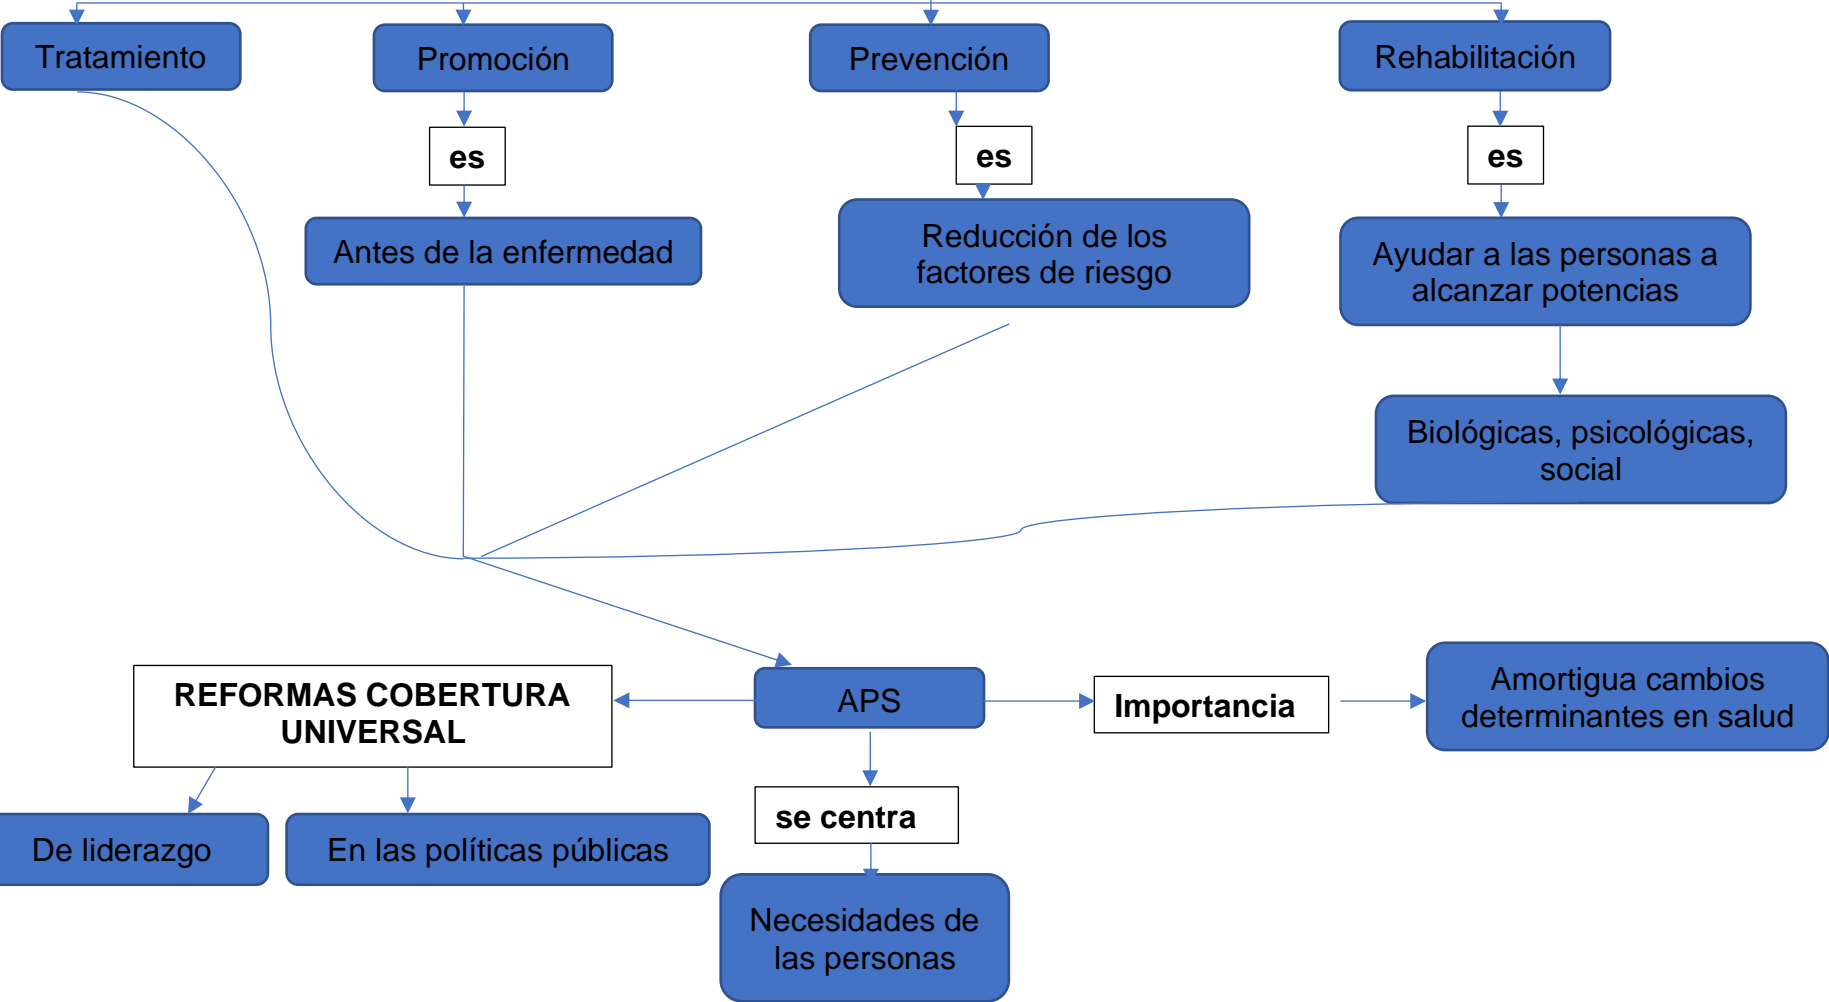 Tratamiento
Promoción
Prevención
Rehabilitación
es
es
es
Antes de la enfermedad
Reducción de los
factores de riesgo
Ayudar a las personas a
alcanzar potencias
Biológicas, psicológicas,
social
REFORMAS COBERTURA
UNIVERSAL
APS
Importancia
Amortigua cambios
determinantes en salud
De liderazgo
En las políticas públicas
se centra
Necesidades de
las personas